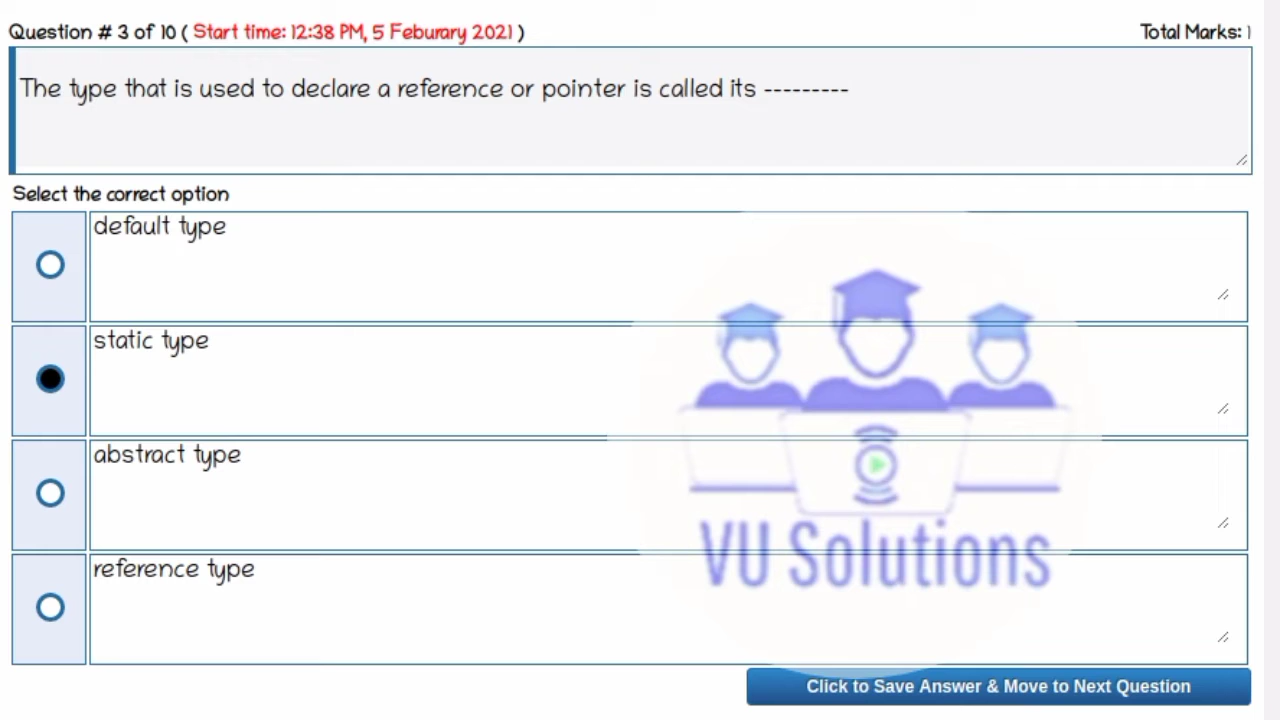 Question # 3 of 10 ( Start time: 12:38 PM, 5 Feburary 2021 )
Total Marks: 1
The type that is used to declare a reference or pointer is called its ---------
Select the correct option
default type
static type
abstract type
reference type
VU Solutions
Click to Save Answer & Move to Next Question